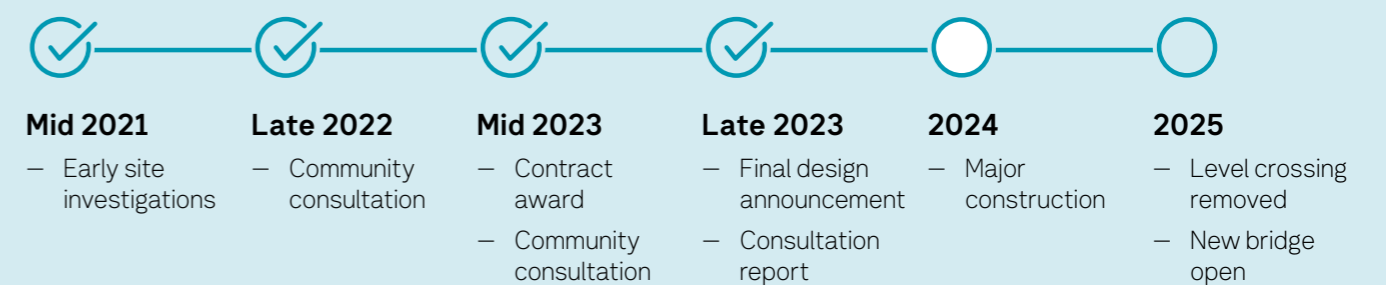 Mid 2021
— Early site
investigations
Late 2022
— Community
consultation
Mid 2023
— Contract
award
— Community
consultation
Late 2023
— Final design
announcement
— Consultation
report
2024
— Major
construction
2025
— Level crossing
removed
— New bridge
open